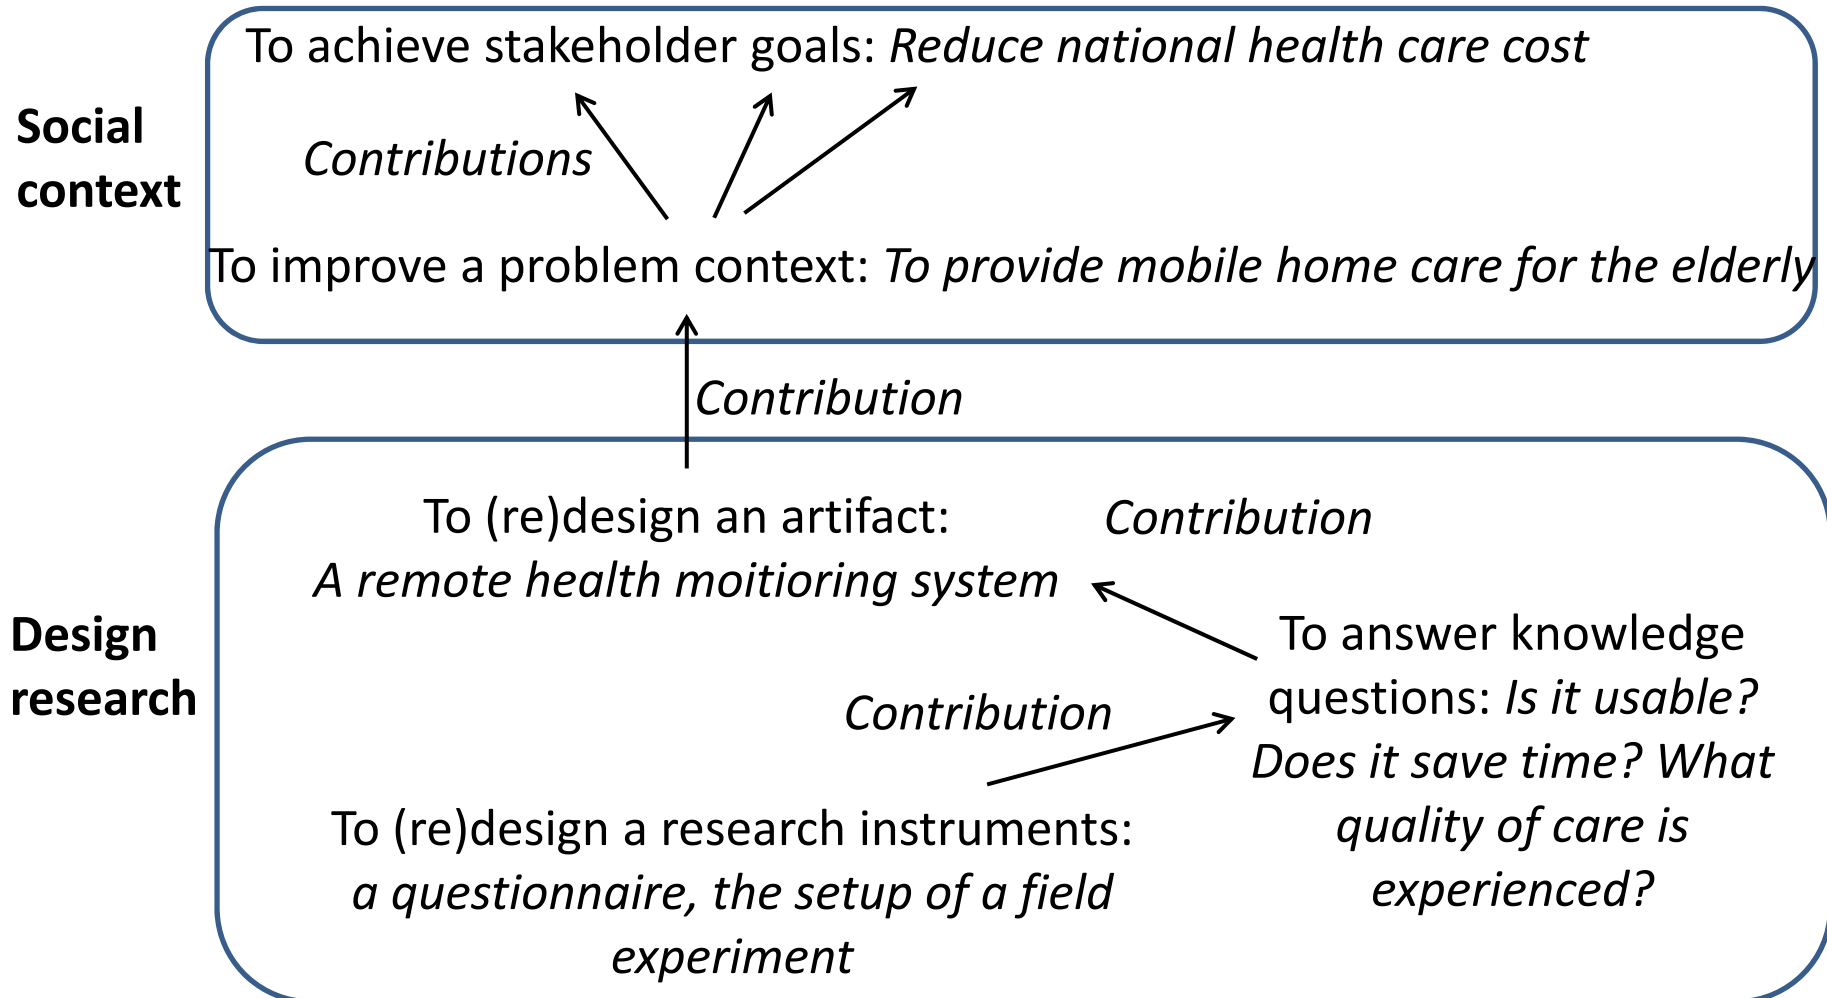 To achieve stakeholder goals: Reduce national health care cost
Social
context
Contributions
To improve a problem context: To provide mobile home care for the elderly
Contribution
To (re)design an artifact:
A remote health moitioring system
Contribution
Design
research
To answer knowledge
questions: Is it usable?
Does it save time? What
quality of care is
experienced?
Contribution
To (re)design a research instruments:
a questionnaire, the setup of a field
experiment